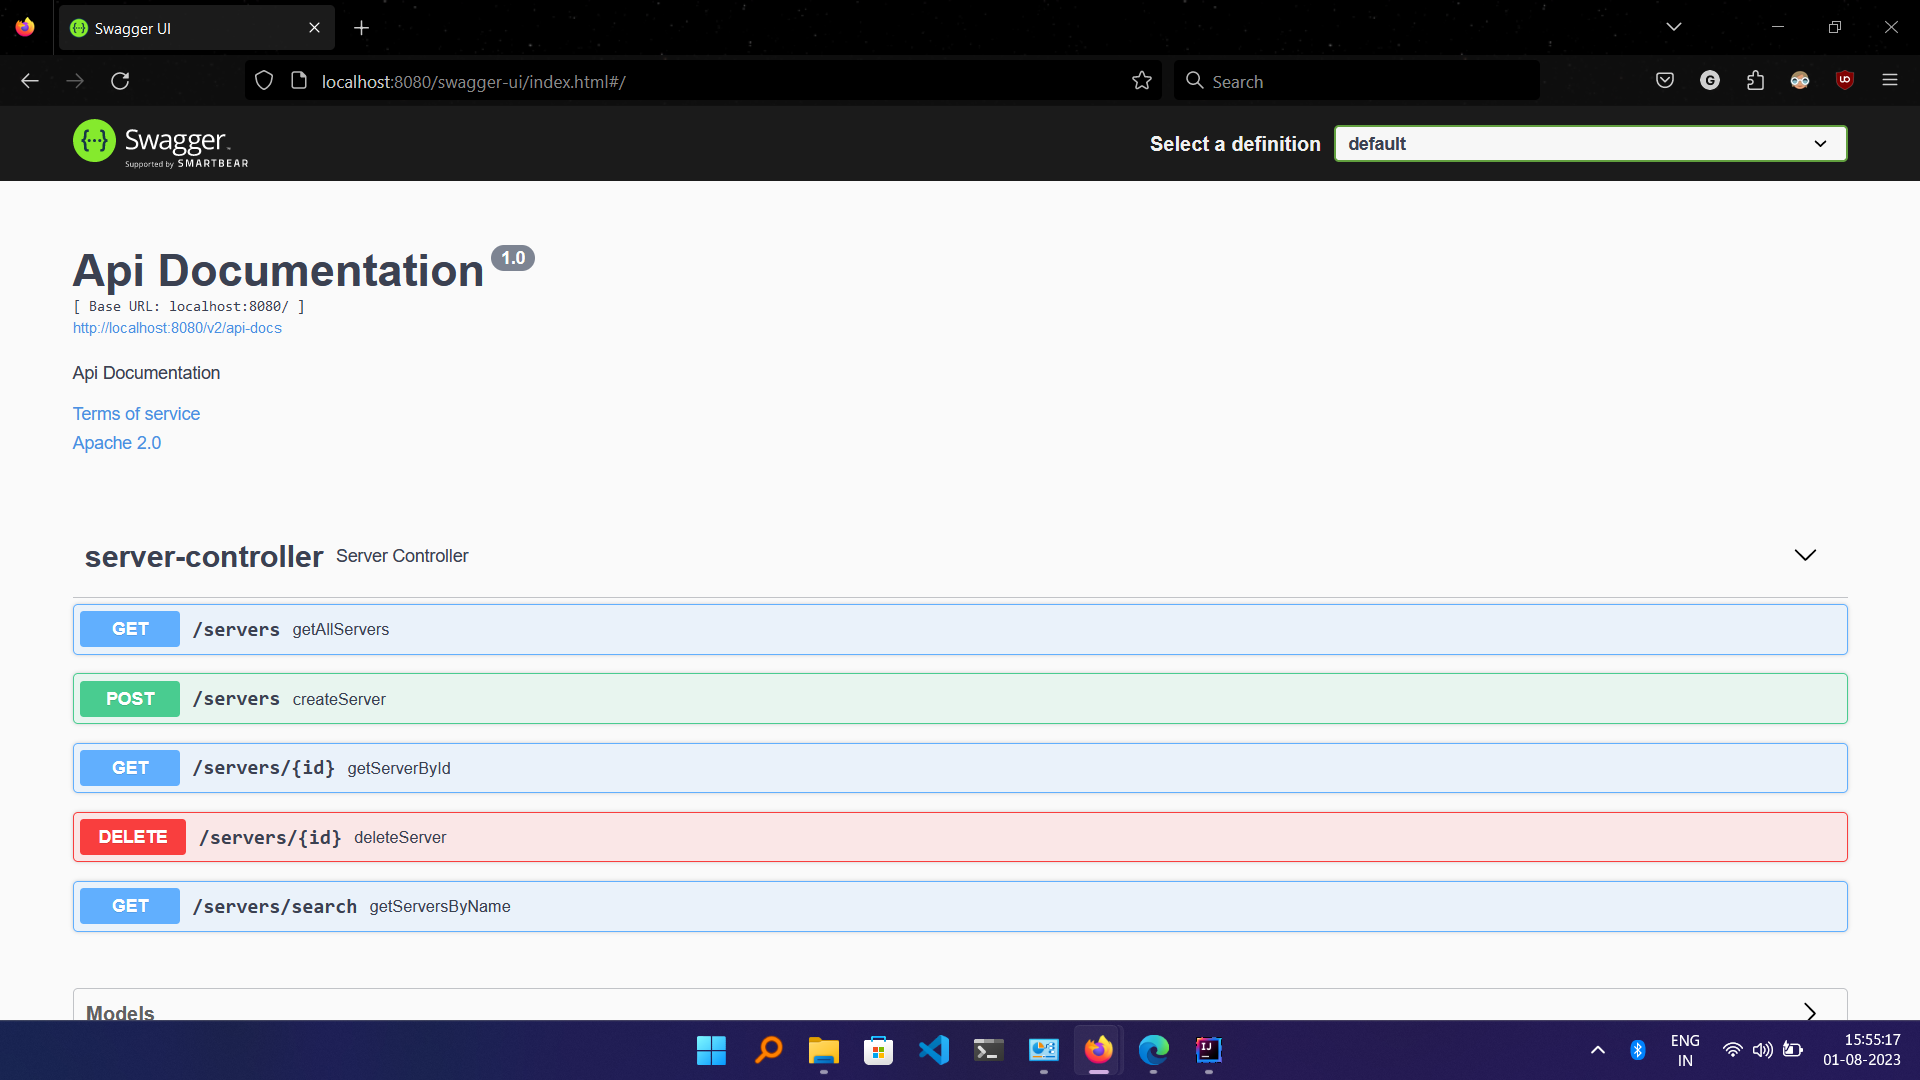 Swagger UI
localhost:8080/swagger-ui/index.html#/
Search
Swagger
Supported by SMARTBEAR
Select a definition
default
Api Documentation 1.0
[ Base URL: localhost:8080/ ]
http://localhost:8080/v2/api-docs
Api Documentation
Terms of service
Apache 2.0
server-controller Server Controller
GET /servers getAllServers
POST /servers createServer
GET /servers/{id} getServerById
DELETE /servers/{id} deleteServer
GET /servers/search getServersByName
Models
ENG
IN
15:55:17
01-08-2023